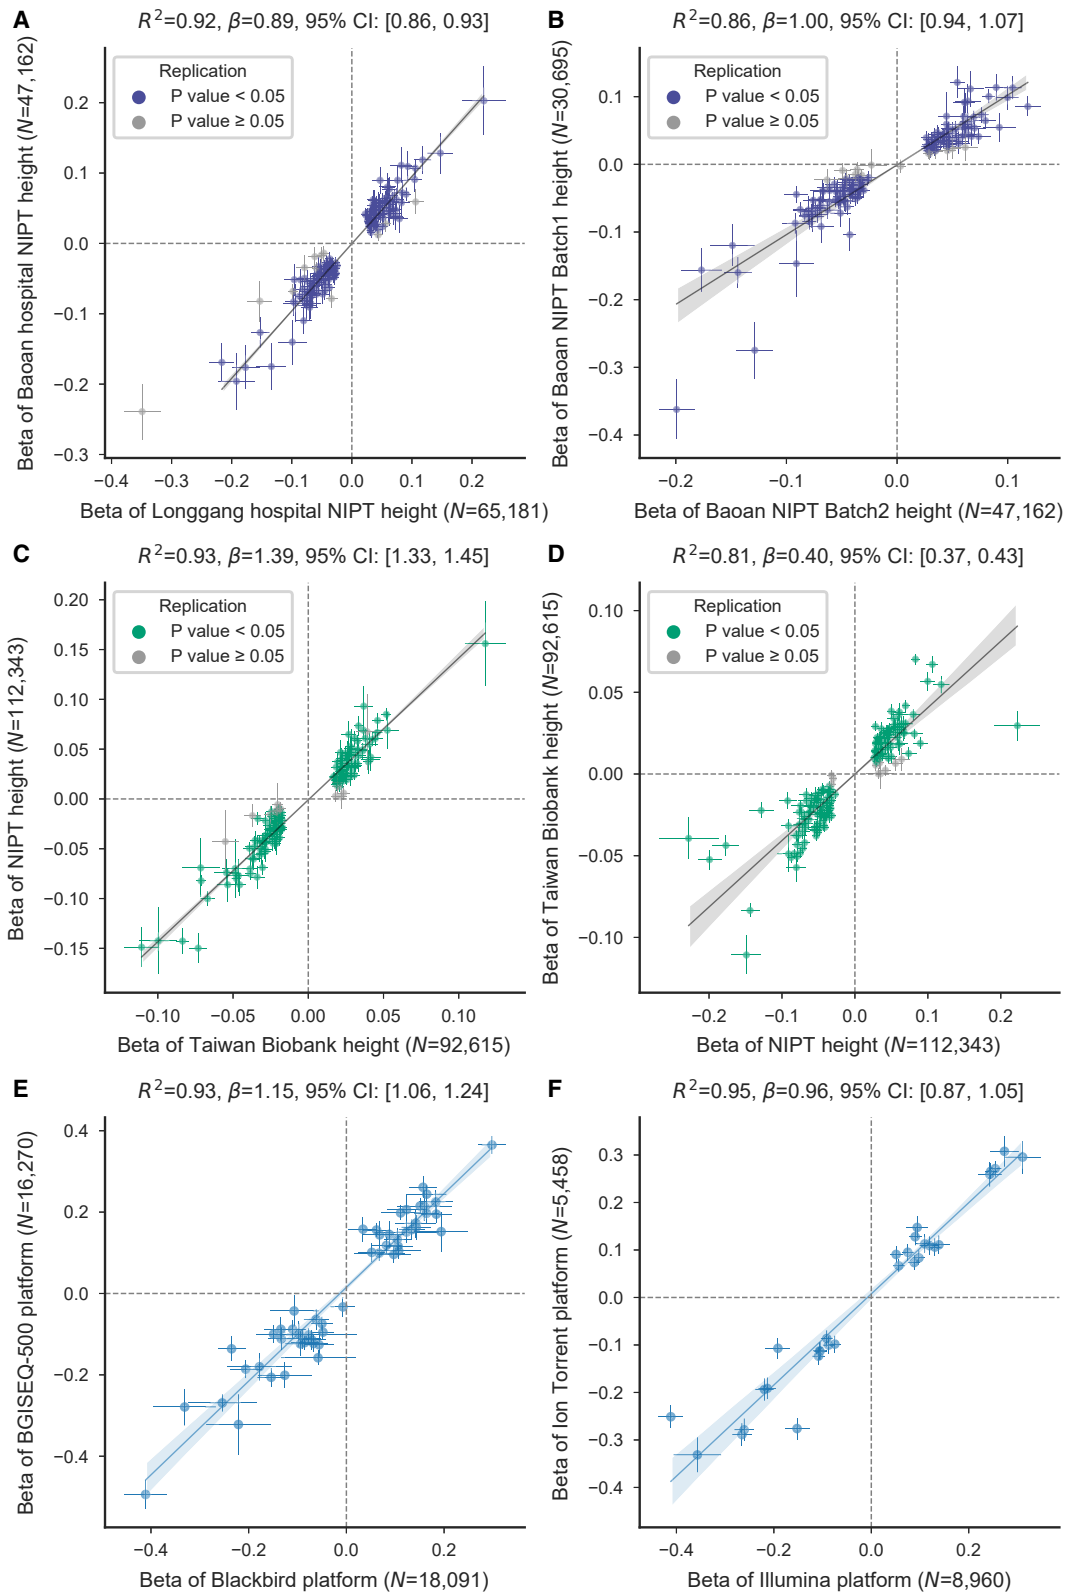 A
R²=0.92, β=0.89, 95% CI: [0.86, 0.93]
Beta of Baoan hospital NIPT height (N=47,162)
Replication
P value < 0.05
P value ≥ 0.05
0.2
0.1
0.0
−0.1
−0.2
−0.3
−0.4 −0.3 −0.2 −0.1 0.0 0.1 0.2
Beta of Longgang hospital NIPT height (N=65,181)
B
R²=0.86, β=1.00, 95% CI: [0.94, 1.07]
Beta of Baoan NIPT Batch1 height (N=30,695)
Replication
P value < 0.05
P value ≥ 0.05
0.1
0.0
−0.1
−0.2
−0.3
−0.4
−0.2 −0.1 0.0 0.1
Beta of Baoan NIPT Batch2 height (N=47,162)
C
R²=0.93, β=1.39, 95% CI: [1.33, 1.45]
Beta of NIPT height (N=112,343)
Replication
P value < 0.05
P value ≥ 0.05
0.20
0.15
0.10
0.05
0.00
−0.05
−0.10
−0.15
−0.10 −0.05 0.00 0.05 0.10
Beta of Taiwan Biobank height (N=92,615)
D
R²=0.81, β=0.40, 95% CI: [0.37, 0.43]
Beta of Taiwan Biobank height (N=92,615)
Replication
P value < 0.05
P value ≥ 0.05
0.10
0.05
0.00
−0.05
−0.10
−0.2 −0.1 0.0 0.1 0.2
Beta of NIPT height (N=112,343)
E
R²=0.93, β=1.15, 95% CI: [1.06, 1.24]
Beta of BGISEQ-500 platform (N=16,270)
0.4
0.2
0.0
−0.2
−0.4
−0.4 −0.2 0.0 0.2
Beta of Blackbird platform (N=18,091)
F
R²=0.95, β=0.96, 95% CI: [0.87, 1.05]
Beta of Ion Torrent platform (N=5,458)
0.3
0.2
0.1
0.0
−0.1
−0.2
−0.3
−0.4
−0.4 −0.2 0.0 0.2
Beta of Illumina platform (N=8,960)